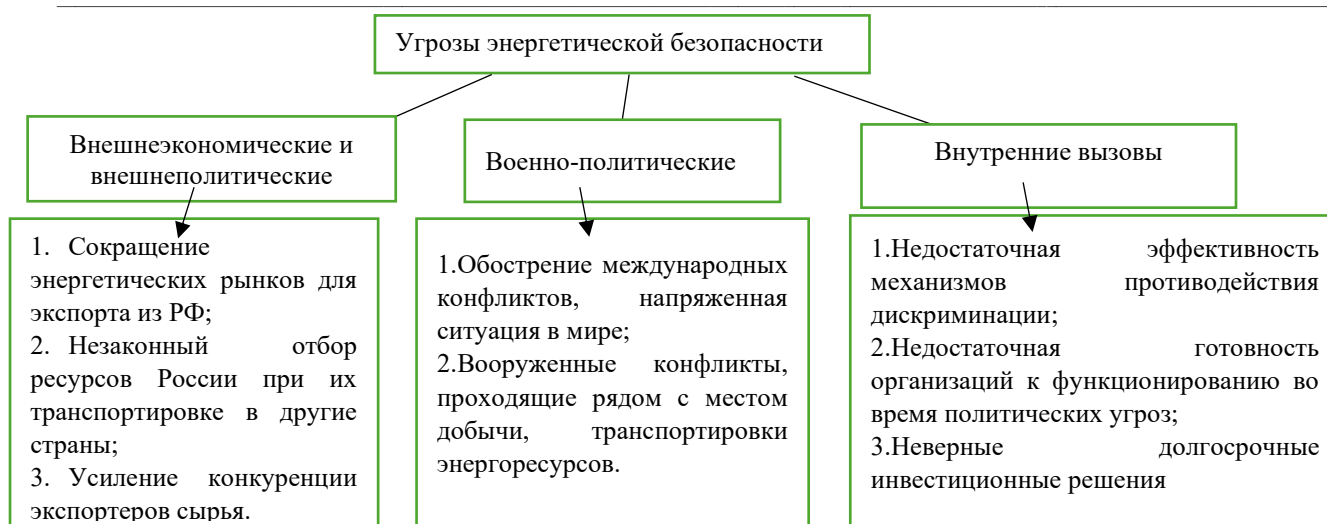 Угрозы энергетической безопасности
Внешнеэкономические и
внешнеполитические
Военно-политические
Внутренние вызовы
1. Сокращение
энергетических рынков для
экспорта из РФ;
2. Незаконный отбор
ресурсов России при их
транспортировке в другие
страны;
3. Усиление конкуренции
экспортеров сырья.
1.Обострение международных
конфликтов, напряженная
ситуация в мире;
2.Вооруженные конфликты,
проходящие рядом с местом
добычи, транспортировки
энергоресурсов.
1.Недостаточная эффективность
механизмов противодействия
дискриминации;
2.Недостаточная готовность
организаций к функционированию во
время политических угроз;
3.Неверные долгосрочные
инвестиционные решения